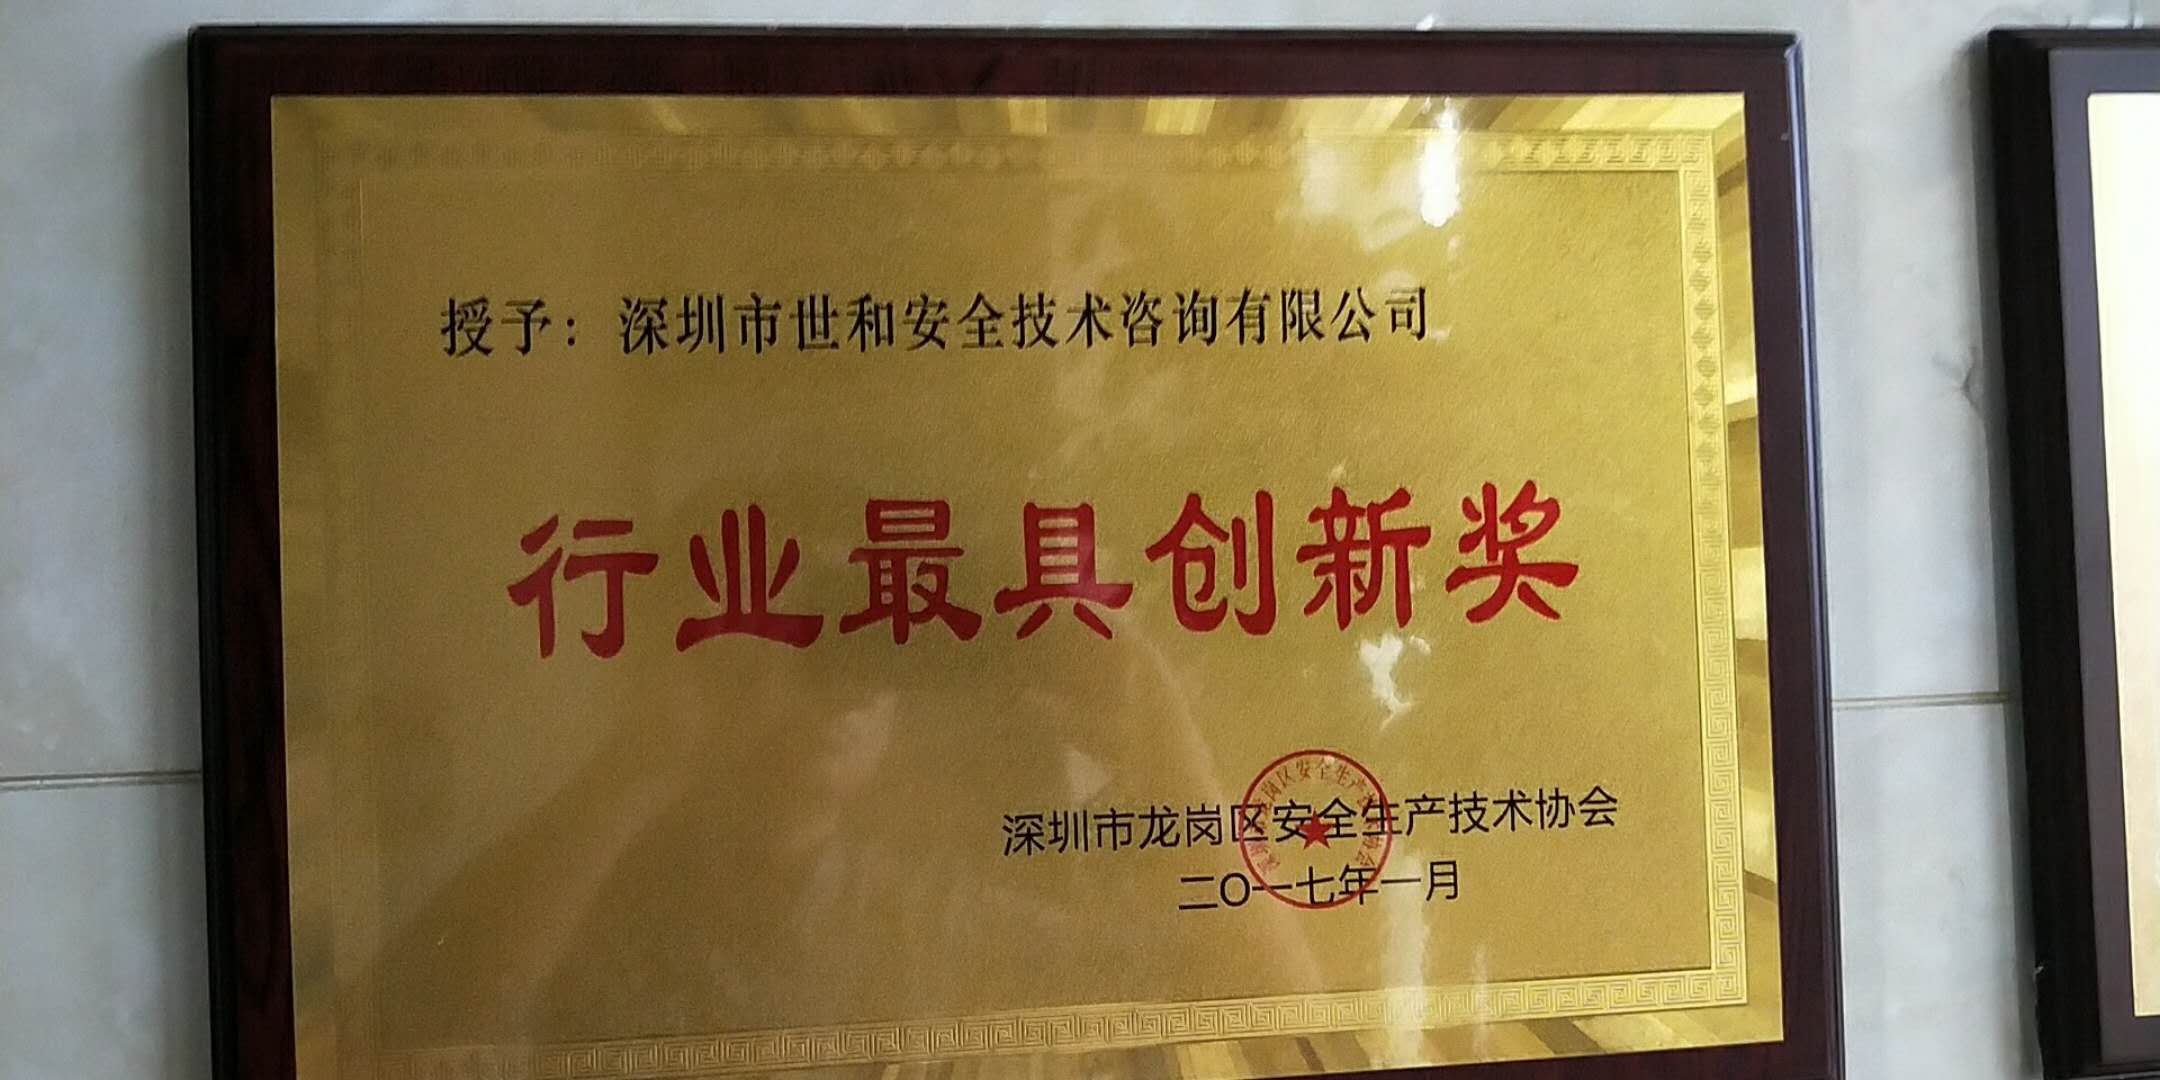 授予：深圳市世和安全技术咨询有限公司
行业最具创新奖
深圳市龙岗区安全生产技术协会
二〇一七年一月